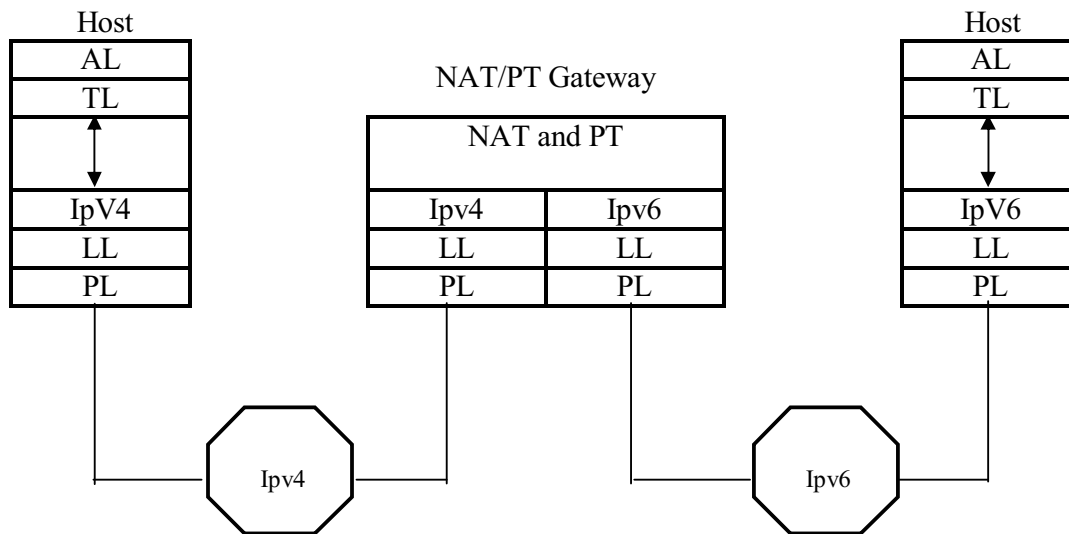 Host
AL
TL
IpV4
LL
PL
NAT/PT Gateway
NAT and PT
Ipv4 Ipv6
LL LL
PL PL
Host
AL
TL
IpV6
LL
PL
Ipv4
Ipv6